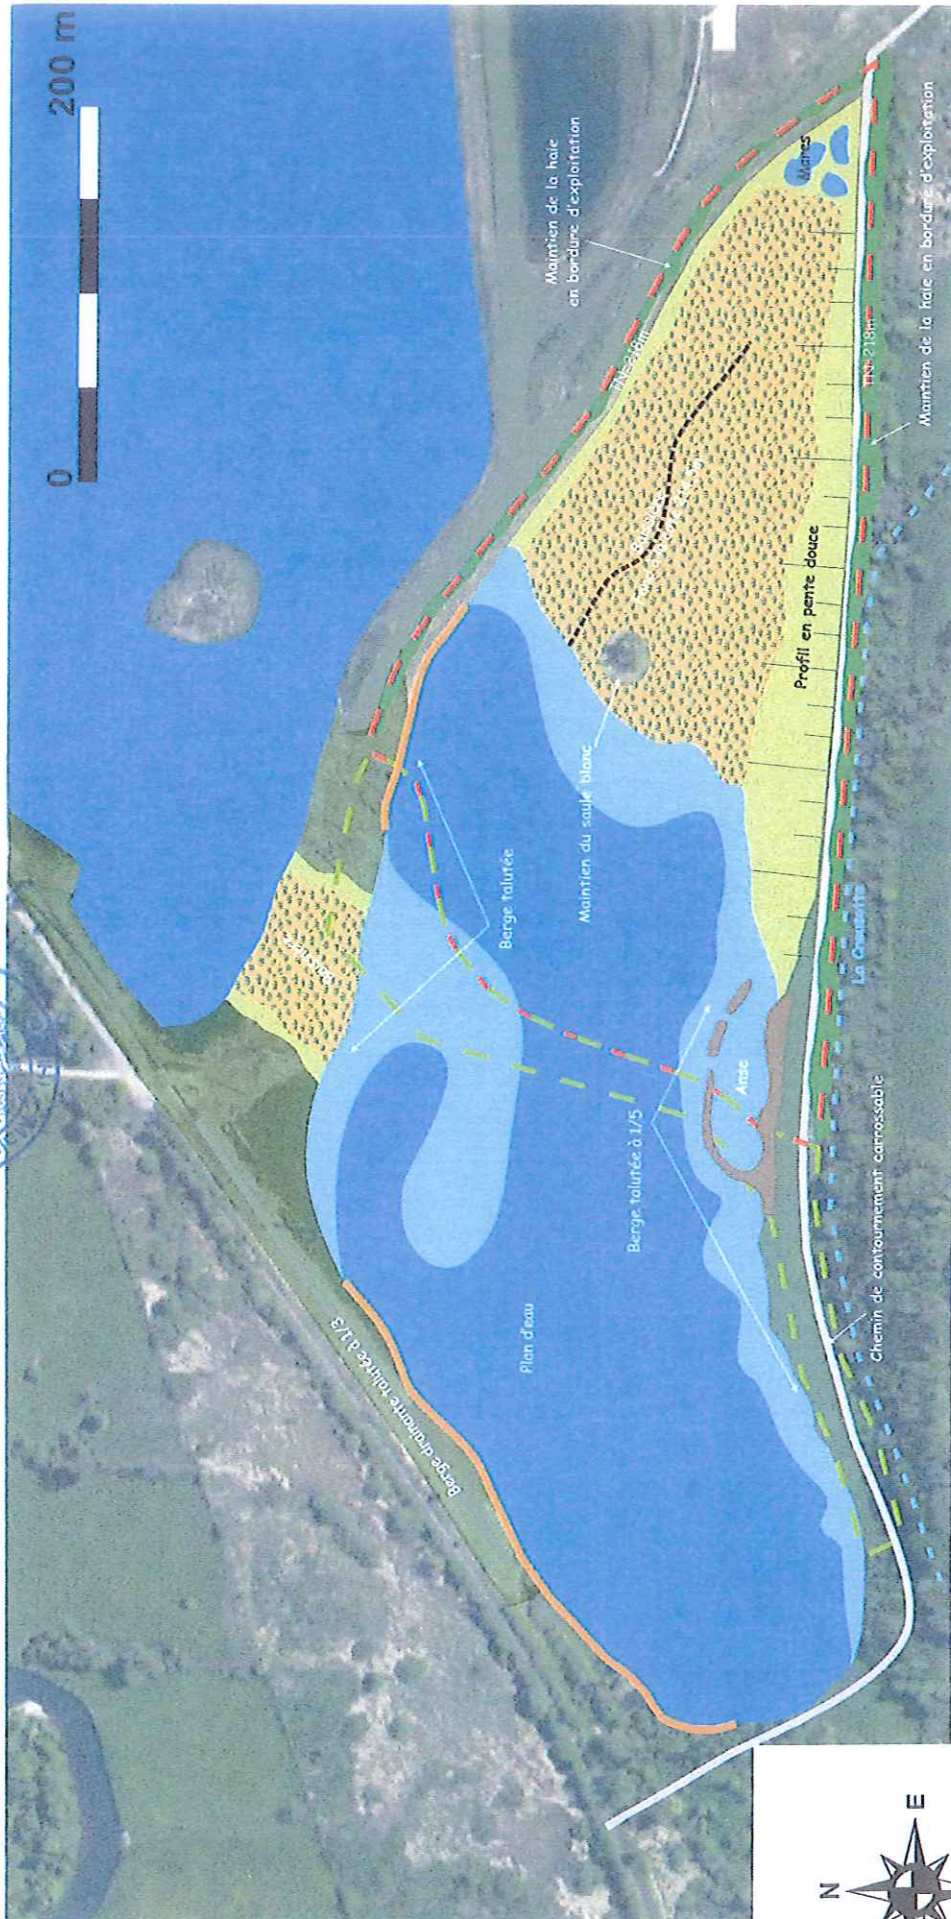 0
200 m
Maintien de la haie
en bordure d'exploitation
Mares
Maintien de la haie en bordure d'exploitation
Profil en pente douce
Maintien du saule blanc
Berge talutée
Anse
Berge talutée à 1/5
Plan d'eau
Berge drainante talutée à 1/3
Chemin de contournement carrossable
N
E